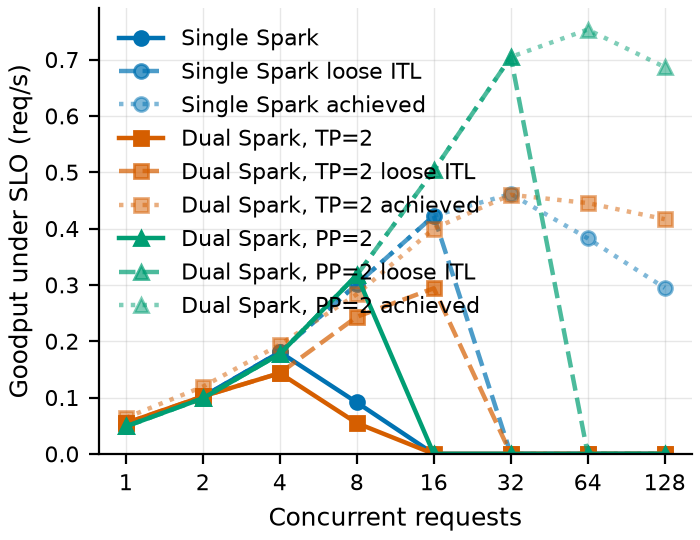 Goodput under SLO (req/s)
0.7
0.6
0.5
0.4
0.3
0.2
0.1
0.0
Single Spark
Single Spark loose ITL
Single Spark achieved
Dual Spark, TP=2
Dual Spark, TP=2 loose ITL
Dual Spark, TP=2 achieved
Dual Spark, PP=2
Dual Spark, PP=2 loose ITL
Dual Spark, PP=2 achieved
1 2 4 8 16 32 64 128
Concurrent requests